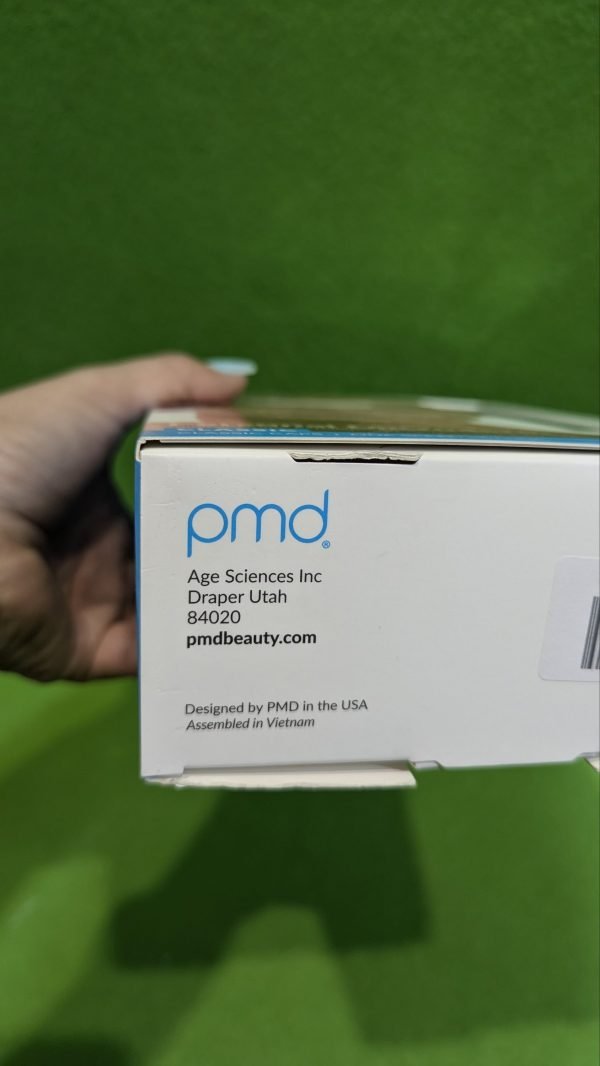 pmd®
Age Sciences Inc
Draper Utah
84020
pmdbeauty.com
Designed by PMD in the USA
Assembled in Vietnam